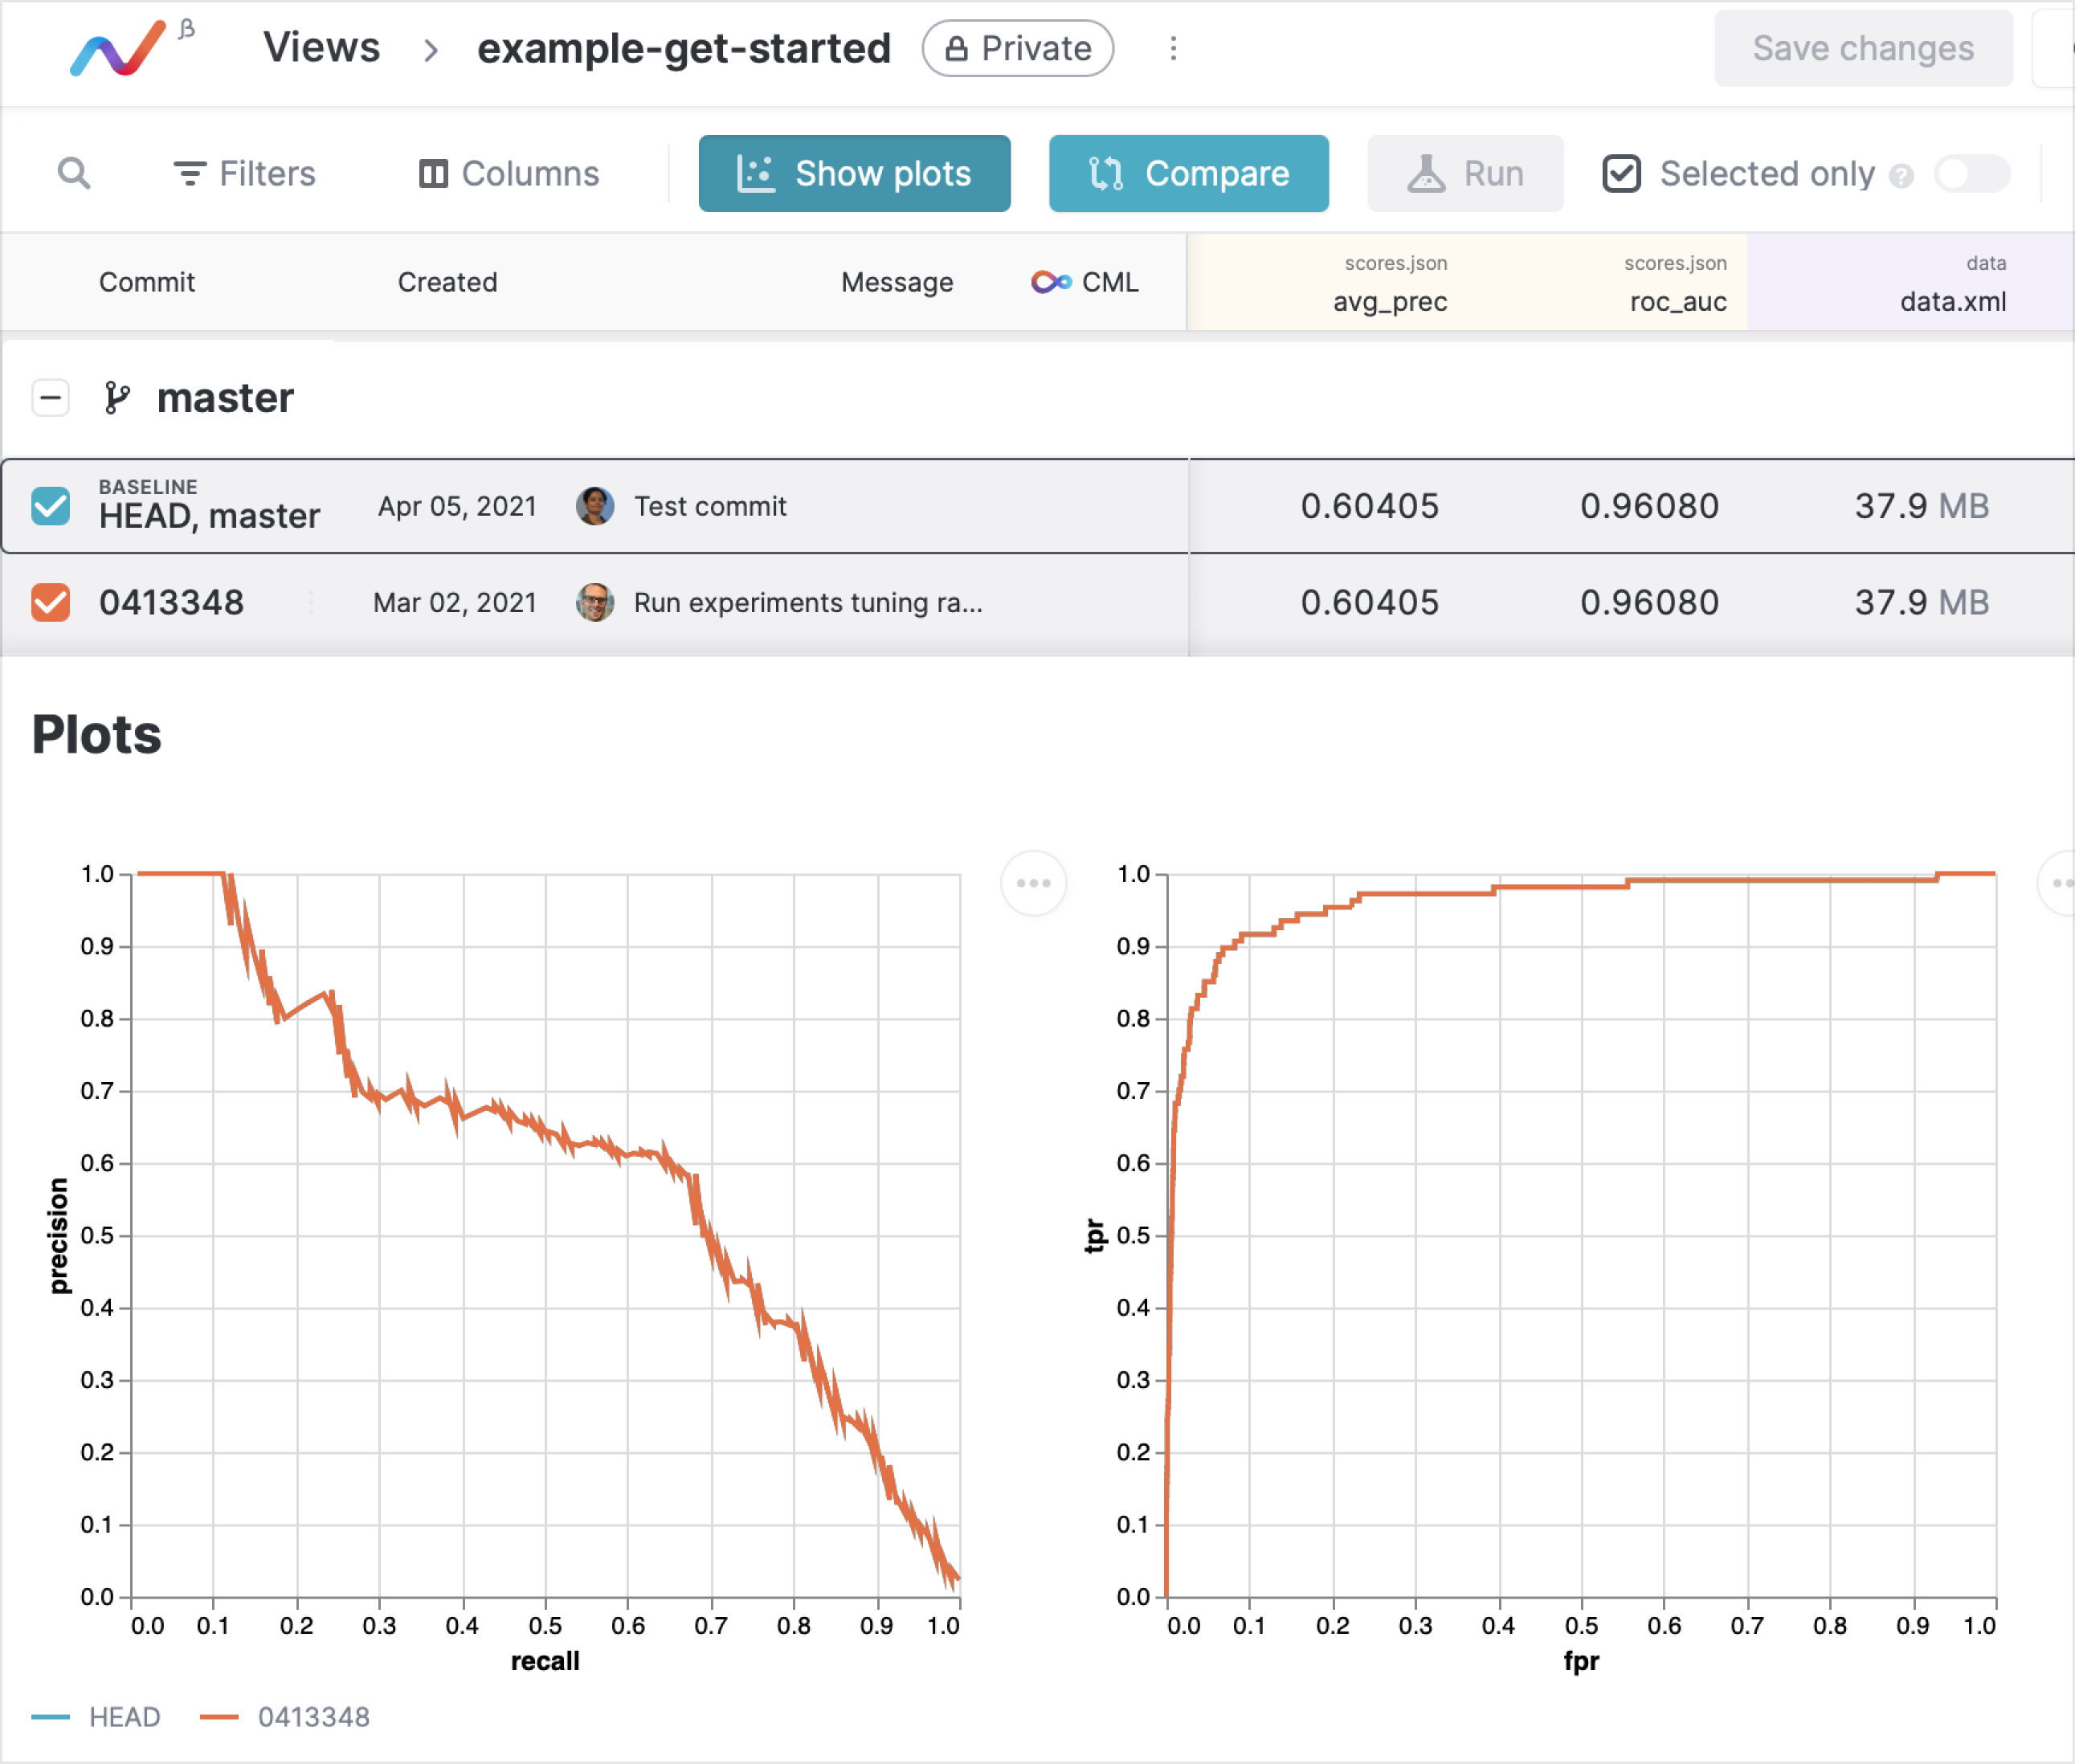 β
Views › example-get-started Private Save changes
Filters Columns Show plots Compare Run Selected only ?
scores.json scores.json data
Commit Created Message CML avg_prec roc_auc data.xml
master
BASELINE
HEAD, master Apr 05, 2021 Test commit 0.60405 0.96080 37.9 MB
0413348 Mar 02, 2021 Run experiments tuning ra... 0.60405 0.96080 37.9 MB
Plots
1.0
0.9
0.8
0.7
0.6
0.5
0.4
0.3
0.2
0.1
0.0
precision
0.0 0.1 0.2 0.3 0.4 0.5 0.6 0.7 0.8 0.9 1.0
recall
1.0
0.9
0.8
0.7
0.6
0.5
0.4
0.3
0.2
0.1
0.0
tpr
0.0 0.1 0.2 0.3 0.4 0.5 0.6 0.7 0.8 0.9 1.0
fpr
HEAD 0413348